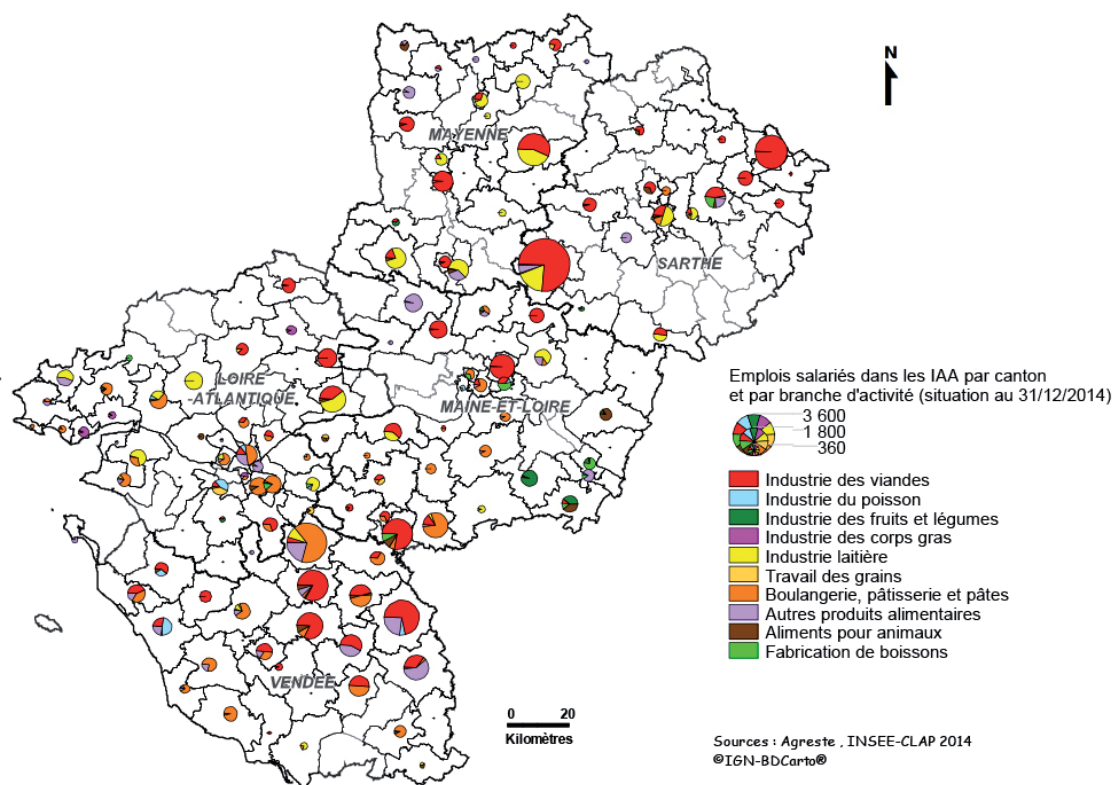 N
MAYENNE
SARTHE
LOIRE
-ATLANTIQUE
MAINE-ET-LOIRE
VENDEE
Emplois salariés dans les IAA par canton
et par branche d'activité (situation au 31/12/2014)
3 600
1 800
360
Industrie des viandes
Industrie du poisson
Industrie des fruits et légumes
Industrie des corps gras
Industrie laitière
Travail des grains
Boulangerie, pâtisserie et pâtes
Autres produits alimentaires
Aliments pour animaux
Fabrication de boissons
0 20
Kilomètres
Sources : Agreste , INSEE-CLAP 2014
©IGN-BDCarto®